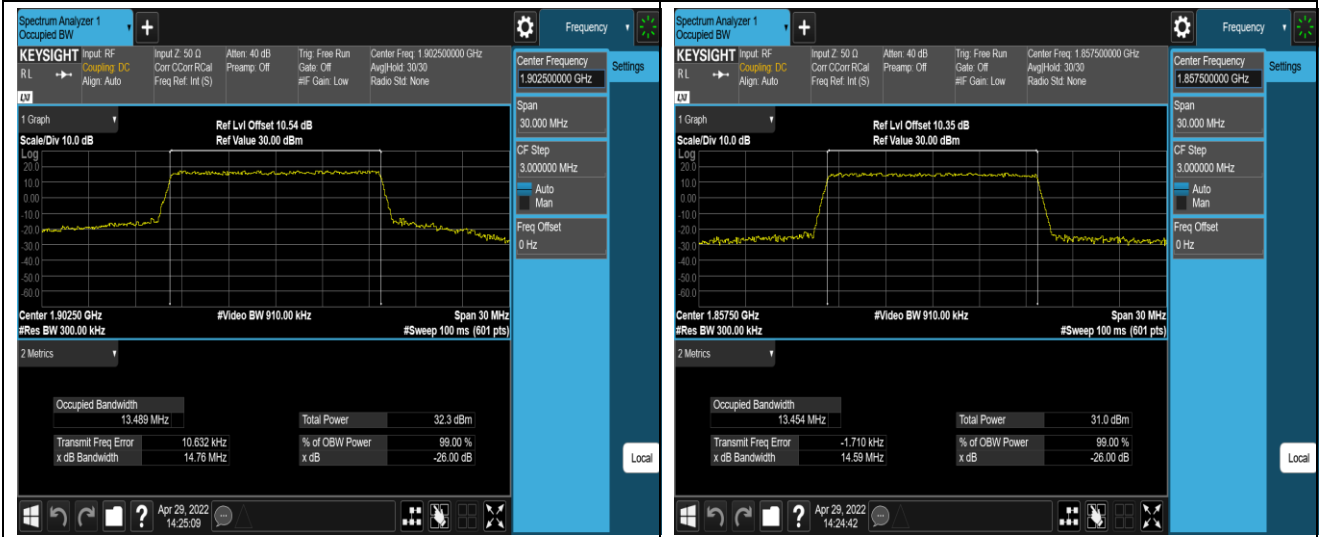 Spectrum Analyzer 1
Occupied BW
+
Frequency
KEYSIGHT
RL
LXI
Input: RF
Coupling: DC
Align: Auto
Input Z: 50 Ω
Corr CCorr RCal
Freq Ref: Int (S)
Atten: 40 dB
Preamp: Off
Trig: Free Run
Gate: Off
#IF Gain: Low
Center Freq: 1.902500000 GHz
Avg|Hold: 30/30
Radio Std: None
Center Frequency
1.902500000 GHz
Settings
Span
30.000 MHz
CF Step
3.000000 MHz
Auto
Man
Freq Offset
0 Hz
1 Graph
Scale/Div 10.0 dB
Ref Lvl Offset 10.54 dB
Ref Value 30.00 dBm
Log
20.0
10.0
0.00
-10.0
-20.0
-30.0
-40.0
-50.0
-60.0
Center 1.90250 GHz
#Res BW 300.00 kHz
#Video BW 910.00 kHz
Span 30 MHz
#Sweep 100 ms (601 pts)
2 Metrics
Occupied Bandwidth
13.489 MHz
Total Power 32.3 dBm
Transmit Freq Error 10.632 kHz
% of OBW Power 99.00 %
x dB Bandwidth 14.76 MHz
x dB -26.00 dB
Local
?
Apr 29, 2022
14:25:09
Spectrum Analyzer 1
Occupied BW
+
Frequency
KEYSIGHT
RL
LXI
Input: RF
Coupling: DC
Align: Auto
Input Z: 50 Ω
Corr CCorr RCal
Freq Ref: Int (S)
Atten: 40 dB
Preamp: Off
Trig: Free Run
Gate: Off
#IF Gain: Low
Center Freq: 1.857500000 GHz
Avg|Hold: 30/30
Radio Std: None
Center Frequency
1.857500000 GHz
Settings
Span
30.000 MHz
CF Step
3.000000 MHz
Auto
Man
Freq Offset
0 Hz
1 Graph
Scale/Div 10.0 dB
Ref Lvl Offset 10.35 dB
Ref Value 30.00 dBm
Log
20.0
10.0
0.00
-10.0
-20.0
-30.0
-40.0
-50.0
-60.0
Center 1.85750 GHz
#Res BW 300.00 kHz
#Video BW 910.00 kHz
Span 30 MHz
#Sweep 100 ms (601 pts)
2 Metrics
Occupied Bandwidth
13.454 MHz
Total Power 31.0 dBm
Transmit Freq Error -1.710 kHz
% of OBW Power 99.00 %
x dB Bandwidth 14.59 MHz
x dB -26.00 dB
Local
?
Apr 29, 2022
14:24:42